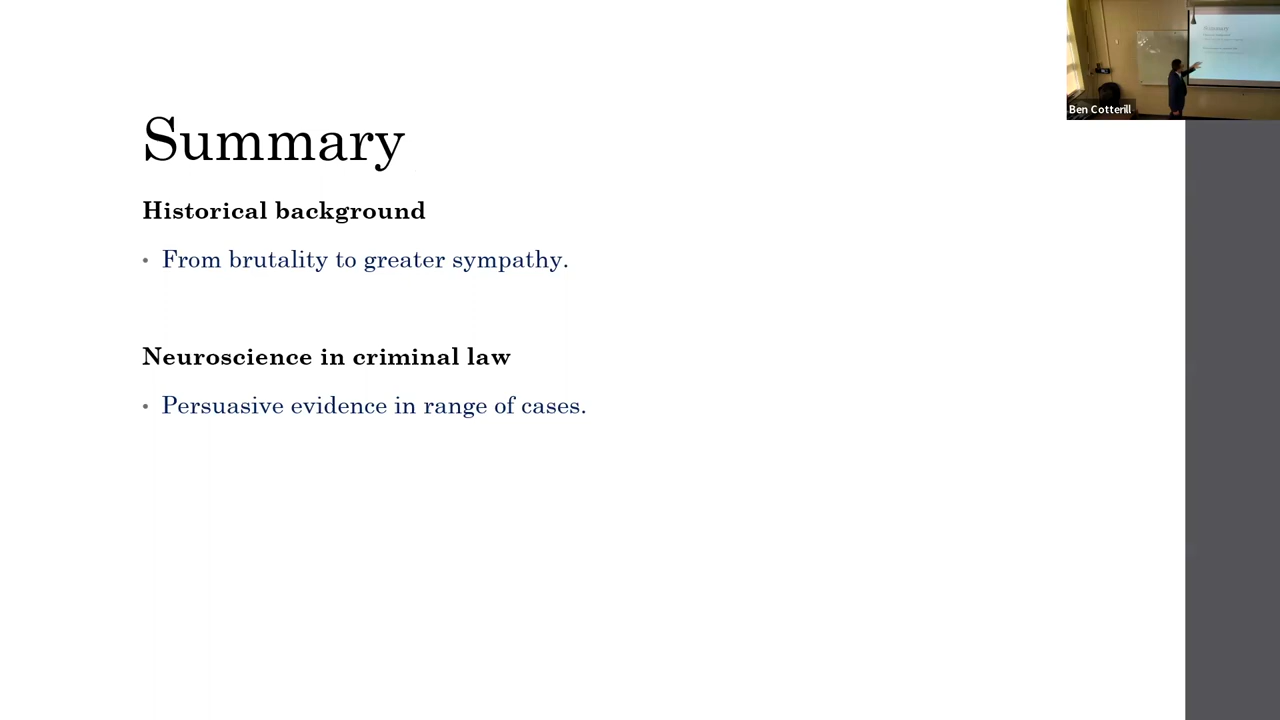 Summary
Historical background
• From brutality to greater sympathy.
Neuroscience in criminal law
• Persuasive evidence in range of cases.
Ben Cotterill
Summary